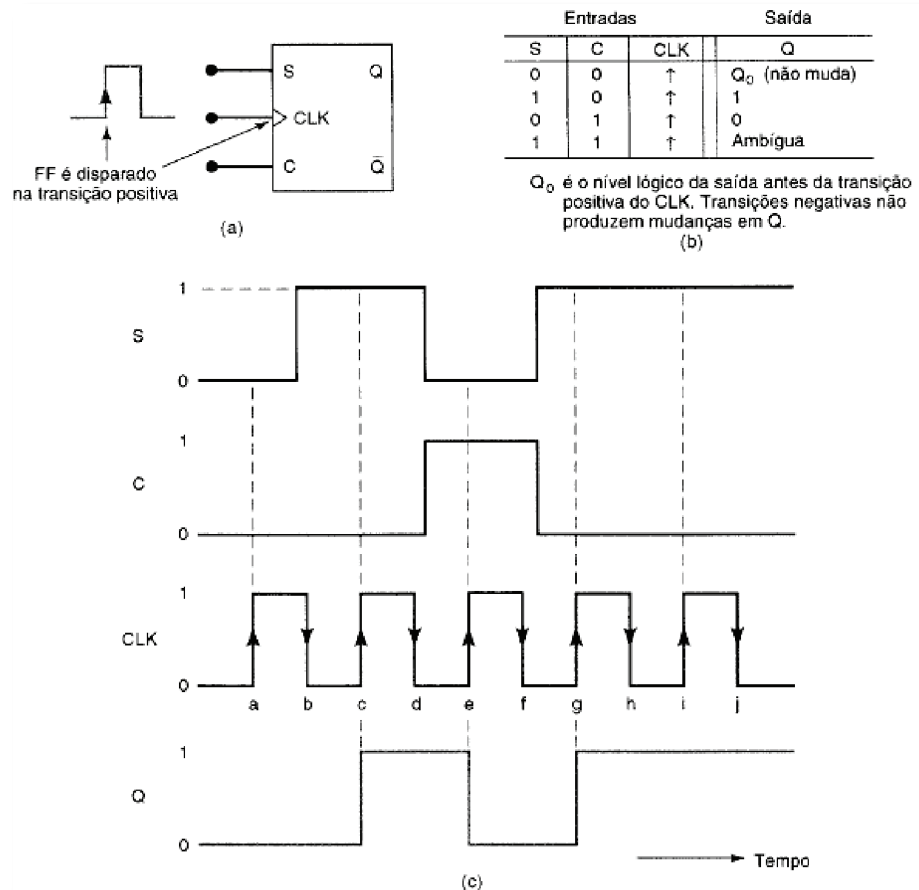 S Q
CLK
C Q̅
FF é disparado
na transição positiva
(a)
Entradas Saída
S C CLK Q
0 0 ↑ Q₀ (não muda)
1 0 ↑ 1
0 1 ↑ 0
1 1 ↑ Ambígua
Q₀ é o nível lógico da saída antes da transição
positiva do CLK. Transições negativas não
produzem mudanças em Q.
(b)
1
S
0
1
C
0
1
CLK
0
a b c d e f g h i j
1
Q
0
Tempo
(c)